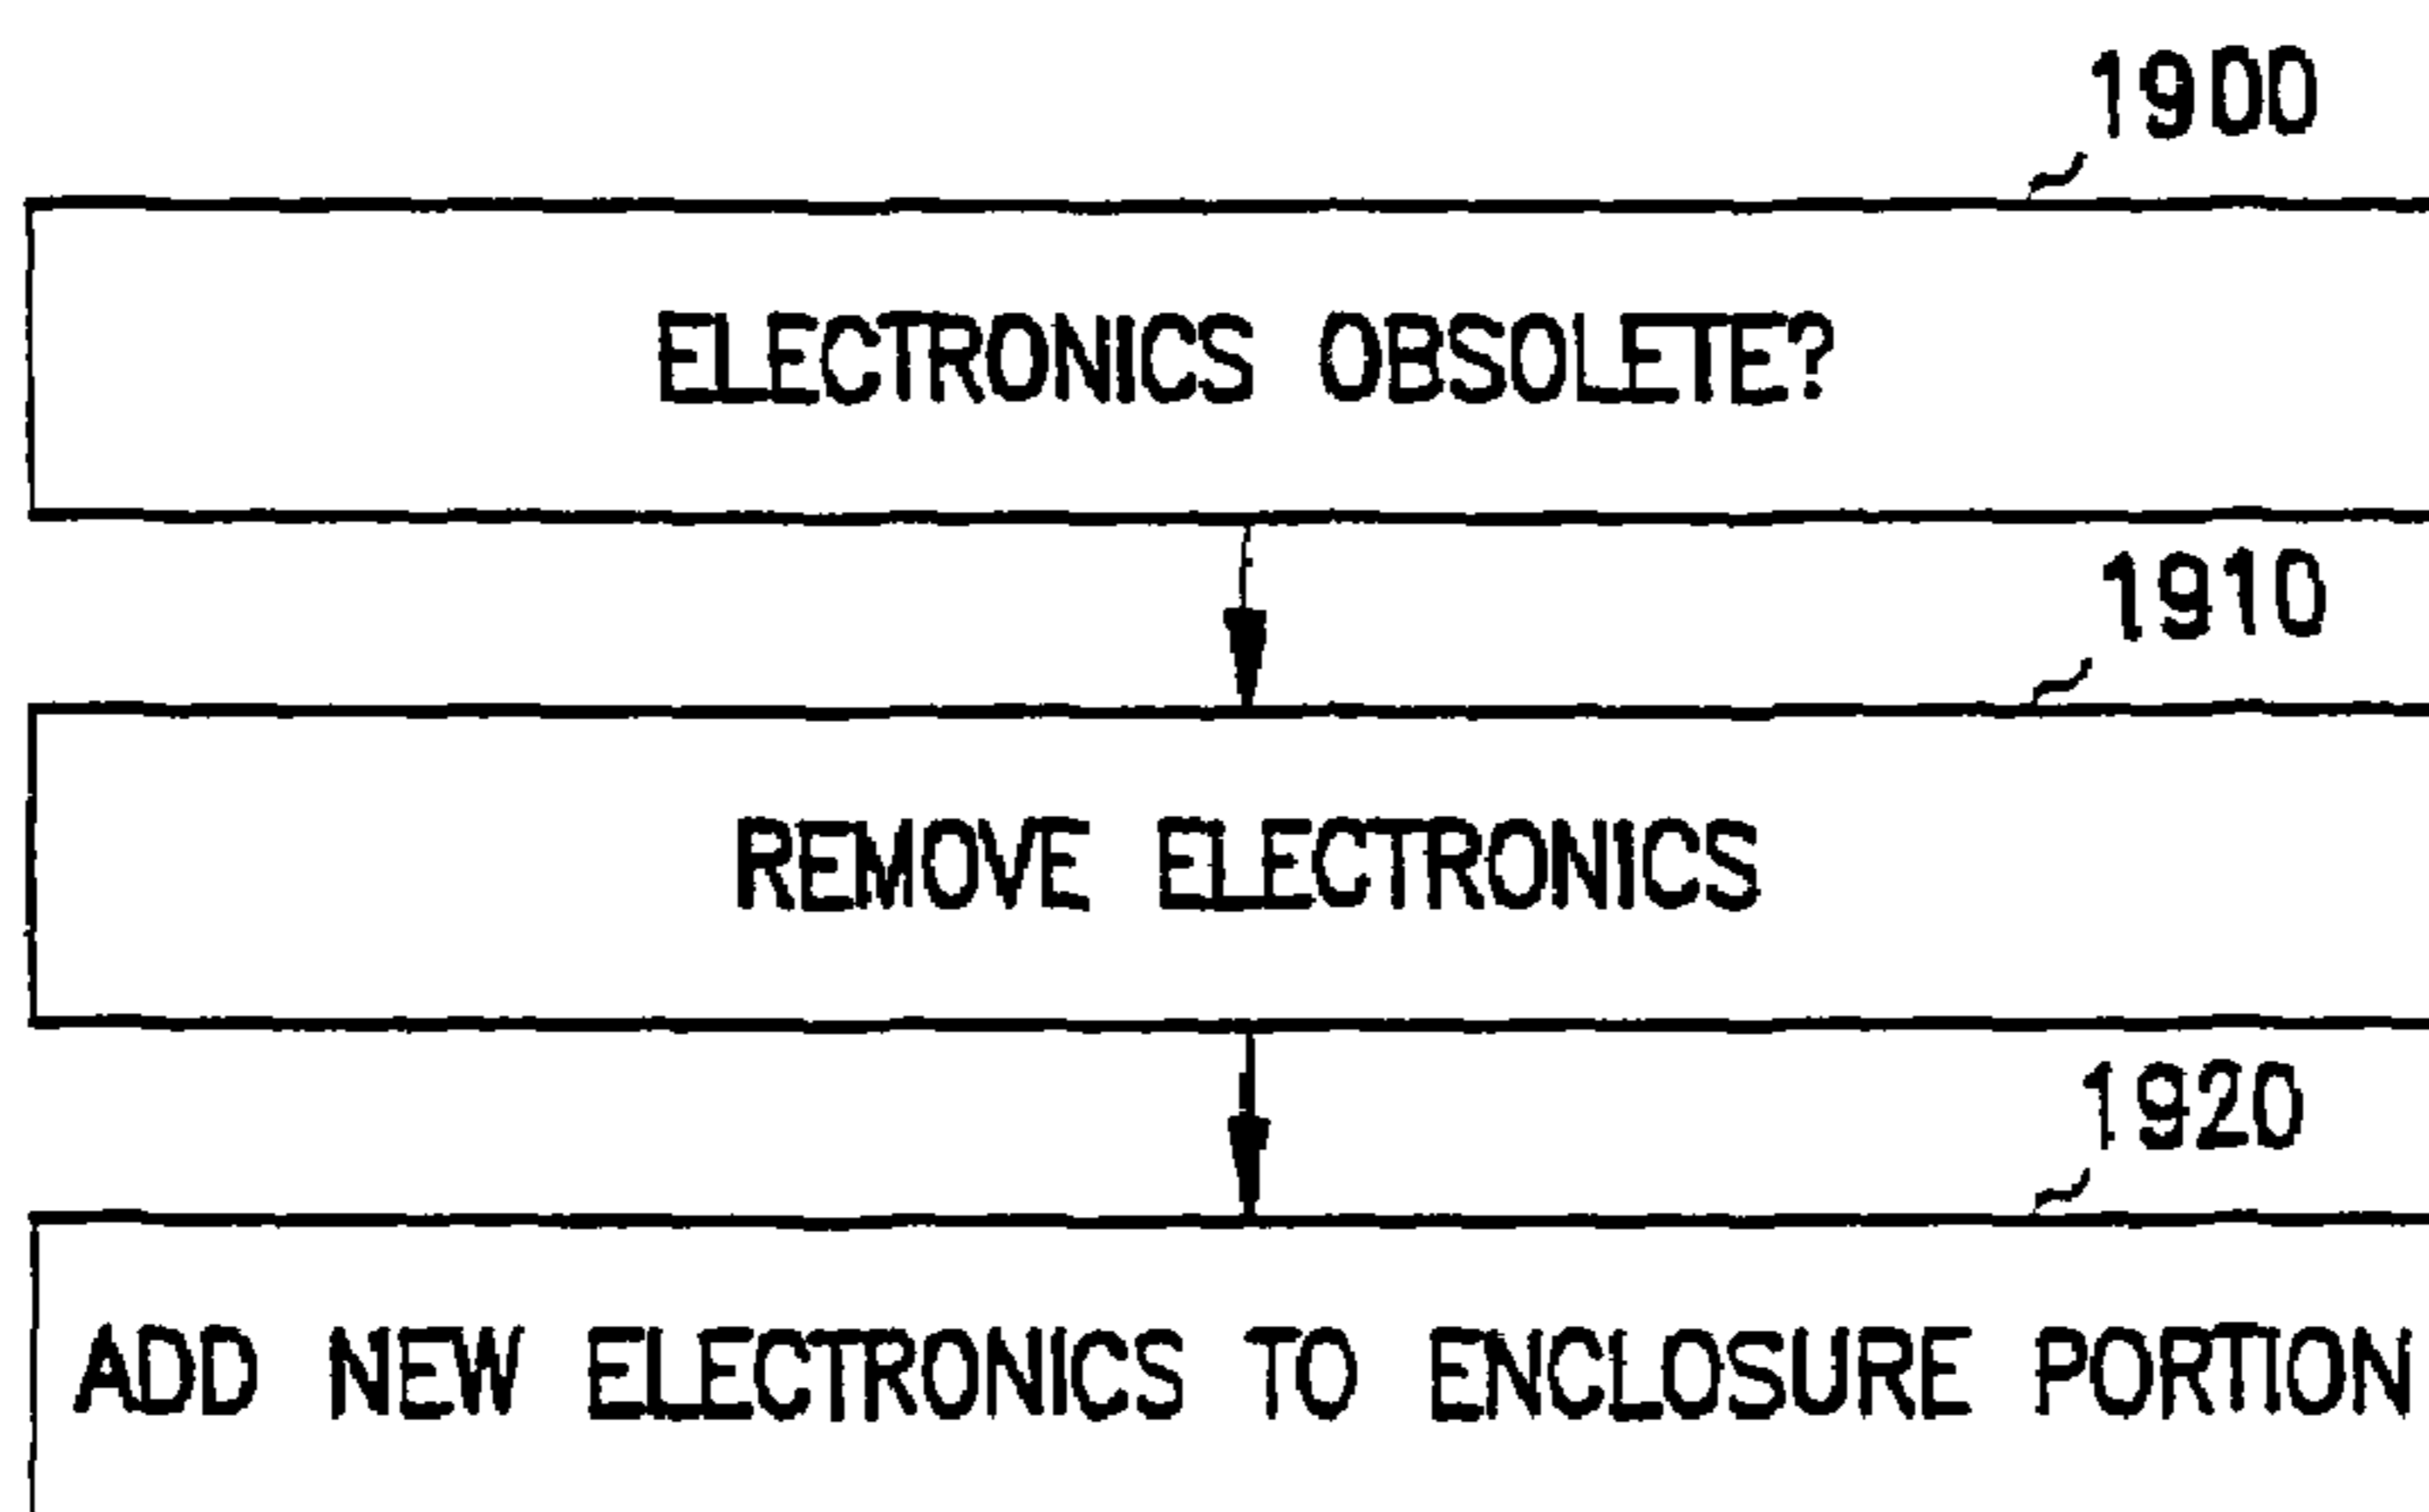 1900
ELECTRONICS OBSOLETE?
1910
REMOVE ELECTRONICS
1920
ADD NEW ELECTRONICS TO ENCLOSURE PORTION